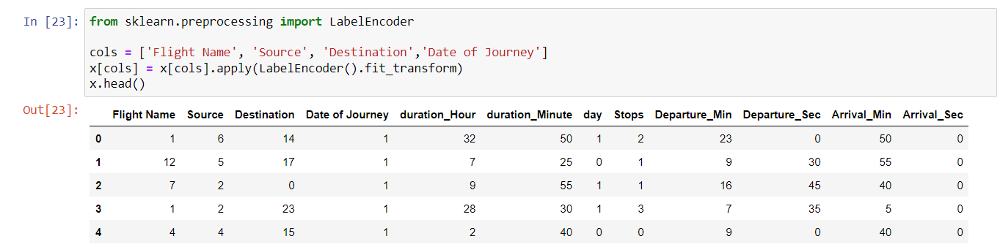 In [23]: from sklearn.preprocessing import LabelEncoder
cols = ['Flight Name', 'Source', 'Destination','Date of Journey']
x[cols] = x[cols].apply(LabelEncoder().fit_transform)
x.head()
Out[23]:
Flight Name Source Destination Date of Journey duration_Hour duration_Minute day Stops Departure_Min Departure_Sec Arrival_Min Arrival_Sec
0 1 6 14 1 32 50 1 2 23 0 50 0
1 12 5 17 1 7 25 0 1 9 30 55 0
2 7 2 0 1 9 55 1 1 16 45 40 0
3 1 2 23 1 28 30 1 3 7 35 5 0
4 4 4 15 1 2 40 0 0 9 0 40 0